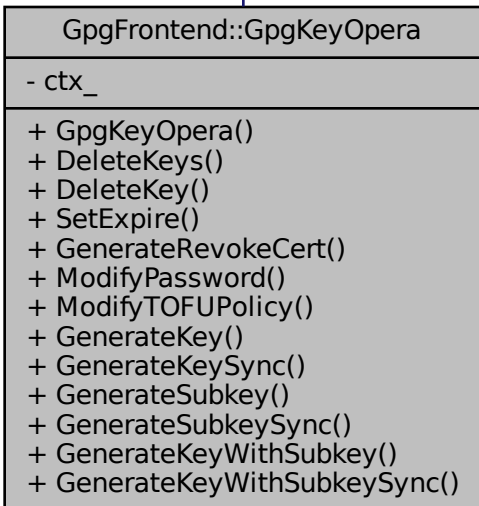 GpgFrontend::GpgKeyOpera
- ctx_
+ GpgKeyOpera()
+ DeleteKeys()
+ DeleteKey()
+ SetExpire()
+ GenerateRevokeCert()
+ ModifyPassword()
+ ModifyTOFUPolicy()
+ GenerateKey()
+ GenerateKeySync()
+ GenerateSubkey()
+ GenerateSubkeySync()
+ GenerateKeyWithSubkey()
+ GenerateKeyWithSubkeySync()